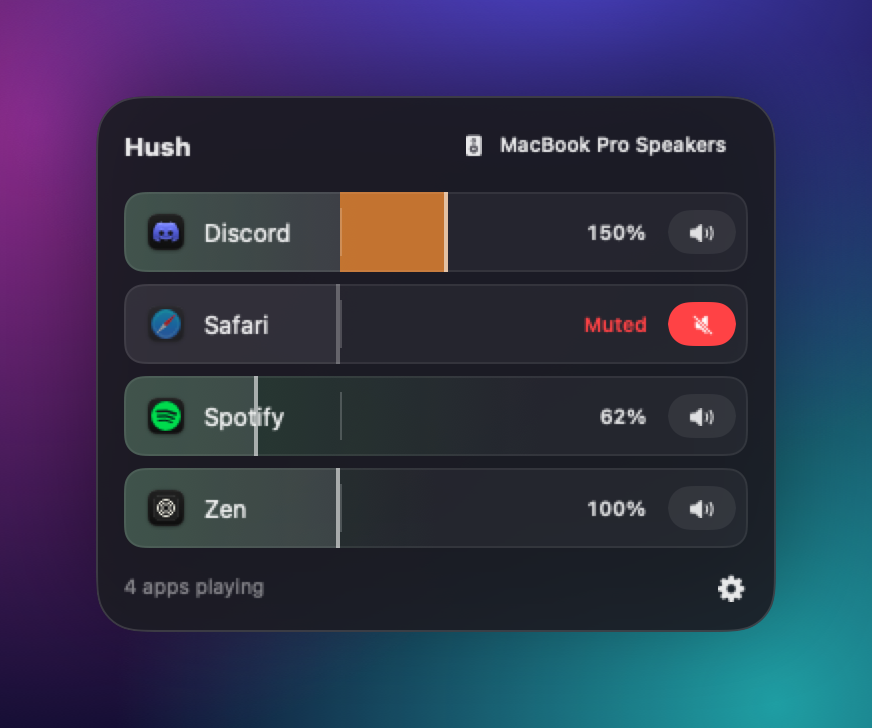 Hush
MacBook Pro Speakers
Discord
150%
Safari
Muted
Spotify
62%
Zen
100%
4 apps playing